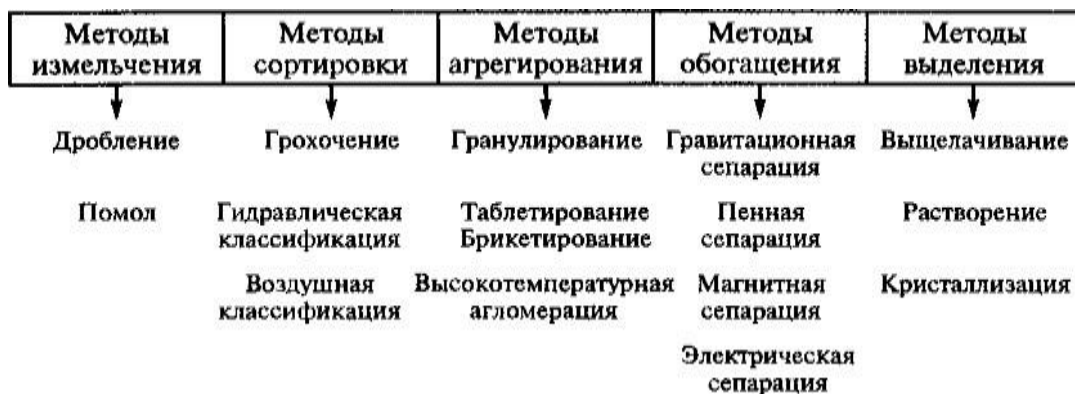 Методы измельчения
Методы сортировки
Методы агрегирования
Методы обогащения
Методы выделения
Дробление
Грохочение
Гранулирование
Гравитационная сепарация
Выщелачивание
Помол
Гидравлическая классификация
Таблетирование
Брикетирование
Пенная сепарация
Растворение
Воздушная классификация
Высокотемпературная агломерация
Магнитная сепарация
Кристаллизация
Электрическая сепарация